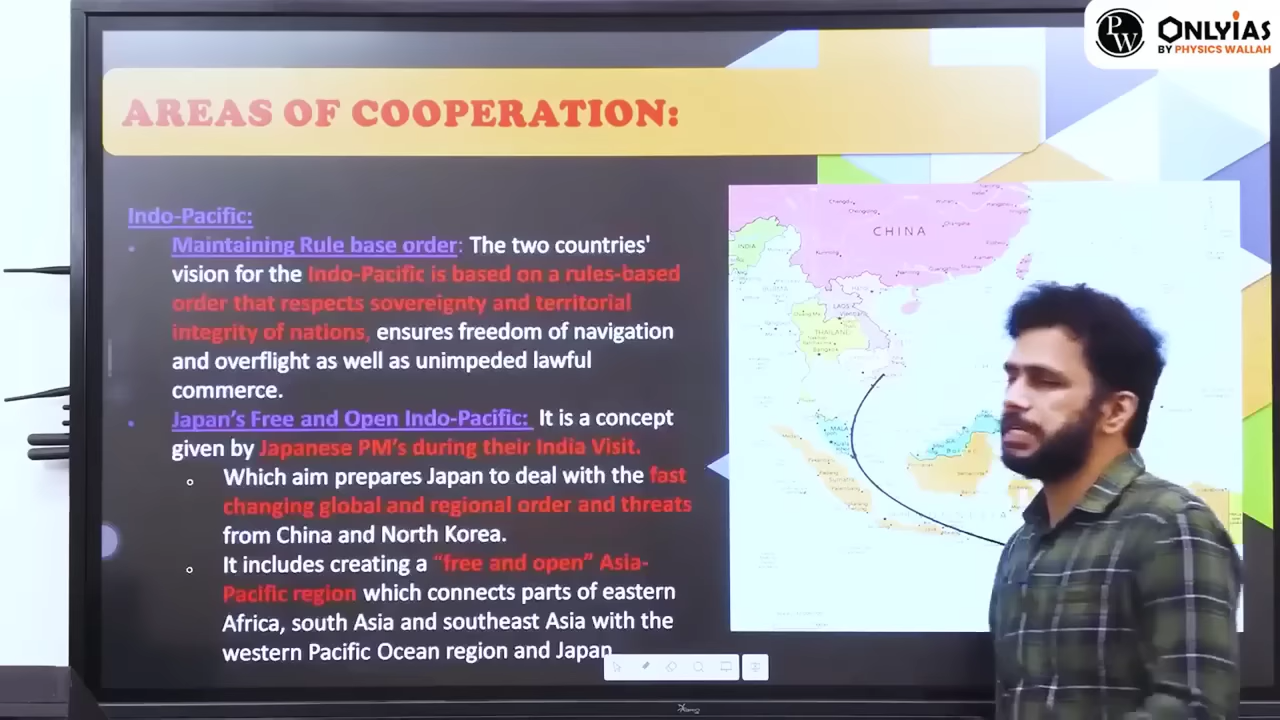 PW
ONLYIAS
BY PHYSICS WALLAH
AREAS OF COOPERATION:
Indo-Pacific:
• Maintaining Rule base order: The two countries'
vision for the Indo-Pacific is based on a rules-based
order that respects sovereignty and territorial
integrity of nations, ensures freedom of navigation
and overflight as well as unimpeded lawful
commerce.
• Japan's Free and Open Indo-Pacific: It is a concept
given by Japanese PM's during their India Visit.
o Which aim prepares Japan to deal with the fast
changing global and regional order and threats
from China and North Korea.
o It includes creating a “free and open” Asia-
Pacific region which connects parts of eastern
Africa, south Asia and southeast Asia with the
western Pacific Ocean region and Japan
CHINA
INDIA
LAOS
THAILAND
Bangkok